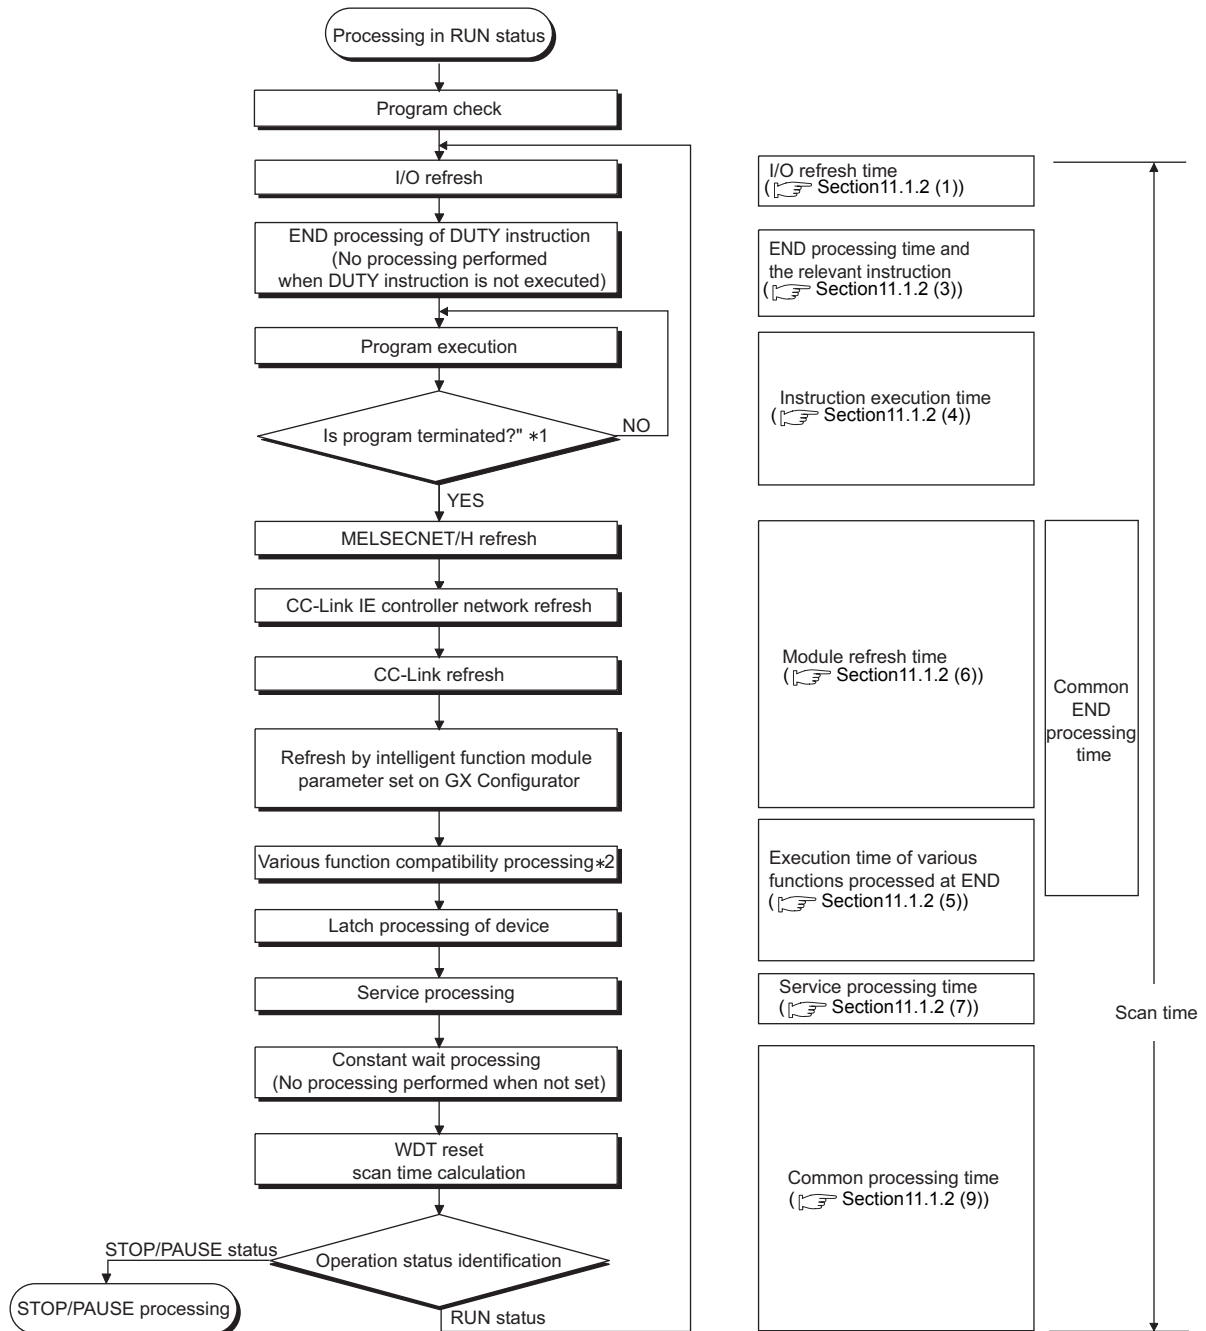 Processing in RUN status
Program check
I/O refresh
END processing of DUTY instruction
(No processing performed
when DUTY instruction is not executed)
Program execution
Is program terminated?" *1
NO
YES
MELSECNET/H refresh
CC-Link IE controller network refresh
CC-Link refresh
Refresh by intelligent function module
parameter set on GX Configurator
Various function compatibility processing*2
Latch processing of device
Service processing
Constant wait processing
(No processing performed when not set)
WDT reset
scan time calculation
Operation status identification
STOP/PAUSE status
STOP/PAUSE processing
RUN status
I/O refresh time
(☞ Section11.1.2 (1))
END processing time and
the relevant instruction
(☞ Section11.1.2 (3))
Instruction execution time
(☞ Section11.1.2 (4))
Module refresh time
(☞ Section11.1.2 (6))
Common
END
processing
time
Execution time of various
functions processed at END
(☞ Section11.1.2 (5))
Service processing time
(☞ Section11.1.2 (7))
Common processing time
(☞ Section11.1.2 (9))
Scan time